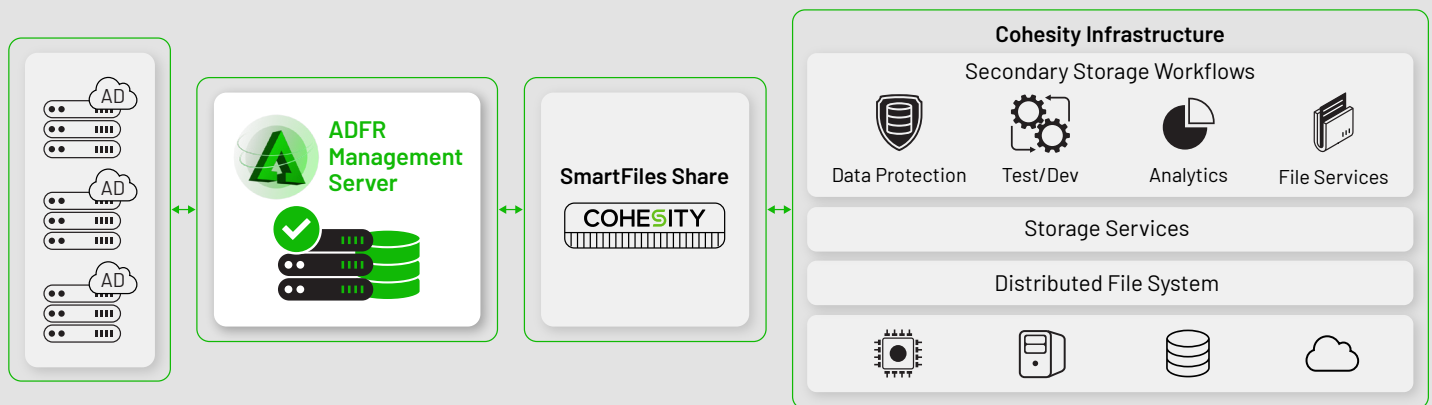 AD
AD
AD
ADFR
Management
Server
SmartFiles Share
COHESITY
Cohesity Infrastructure
Secondary Storage Workflows
Data Protection
Test/Dev
Analytics
File Services
Storage Services
Distributed File System